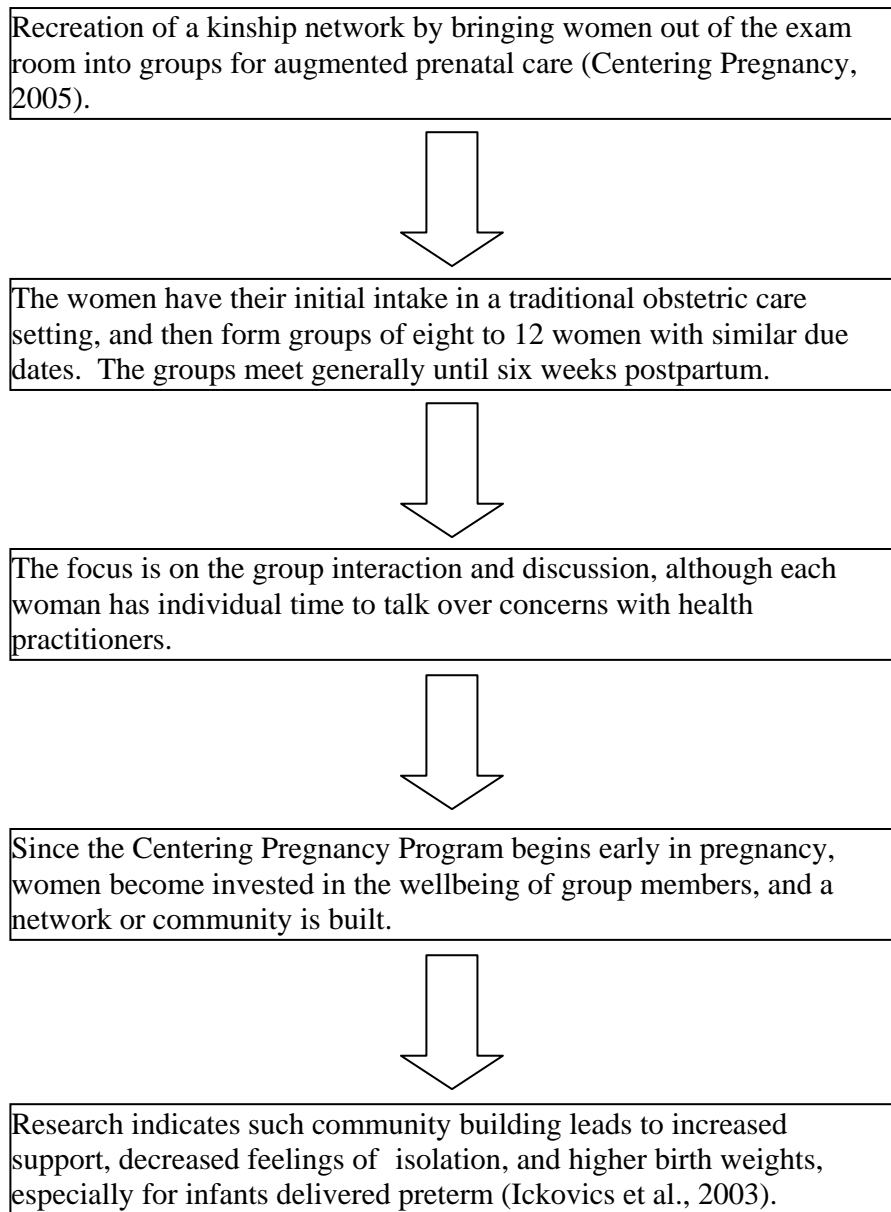 Recreation of a kinship network by bringing women out of the exam
room into groups for augmented prenatal care (Centering Pregnancy,
2005).
The women have their initial intake in a traditional obstetric care
setting, and then form groups of eight to 12 women with similar due
dates.  The groups meet generally until six weeks postpartum.
The focus is on the group interaction and discussion, although each
woman has individual time to talk over concerns with health
practitioners.
Since the Centering Pregnancy Program begins early in pregnancy,
women become invested in the wellbeing of group members, and a
network or community is built.
Research indicates such community building leads to increased
support, decreased feelings of  isolation, and higher birth weights,
especially for infants delivered preterm (Ickovics et al., 2003).